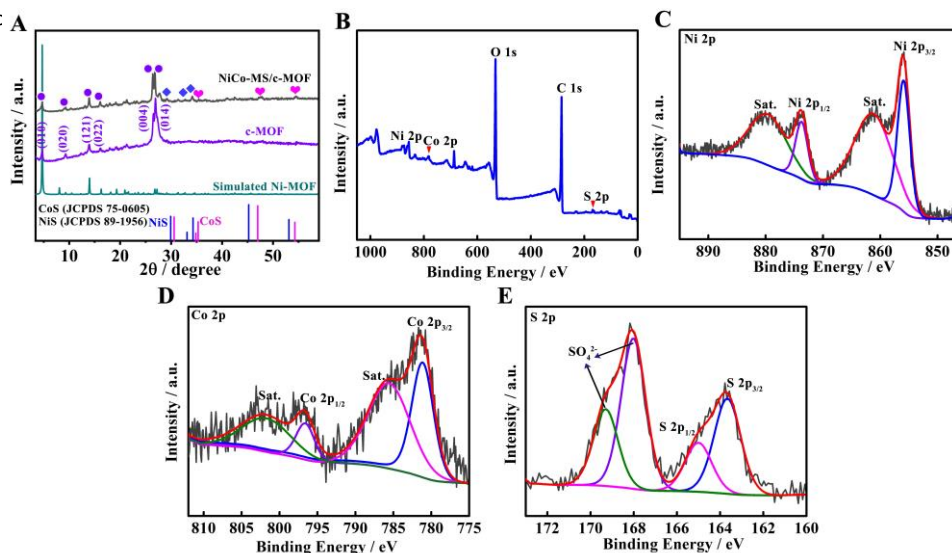 A
NiCo-MS/c-MOF
(010)
(020)
(121)
(022)
(004)
(014)
c-MOF
Simulated Ni-MOF
CoS (JCPDS 75-0605)
NiS (JCPDS 89-1956)
NiS
CoS
Intensity / a.u.
10 20 30 40 50
2θ / degree
B
O 1s
C 1s
Ni 2p
Co 2p
S 2p
Intensity / a.u.
1000 800 600 400 200 0
Binding Energy / eV
C
Ni 2p
Ni 2p3/2
Sat.
Ni 2p1/2
Sat.
Intensity / a.u.
890 880 870 860 850
Binding Energy / eV
D
Co 2p
Co 2p3/2
Sat.
Sat.
Co 2p1/2
Intensity / a.u.
810 805 800 795 790 785 780 775
Binding Energy / eV
E
S 2p
SO₄²⁻
S 2p3/2
S 2p1/2
Intensity / a.u.
172 170 168 166 164 162 160
Binding Energy / eV